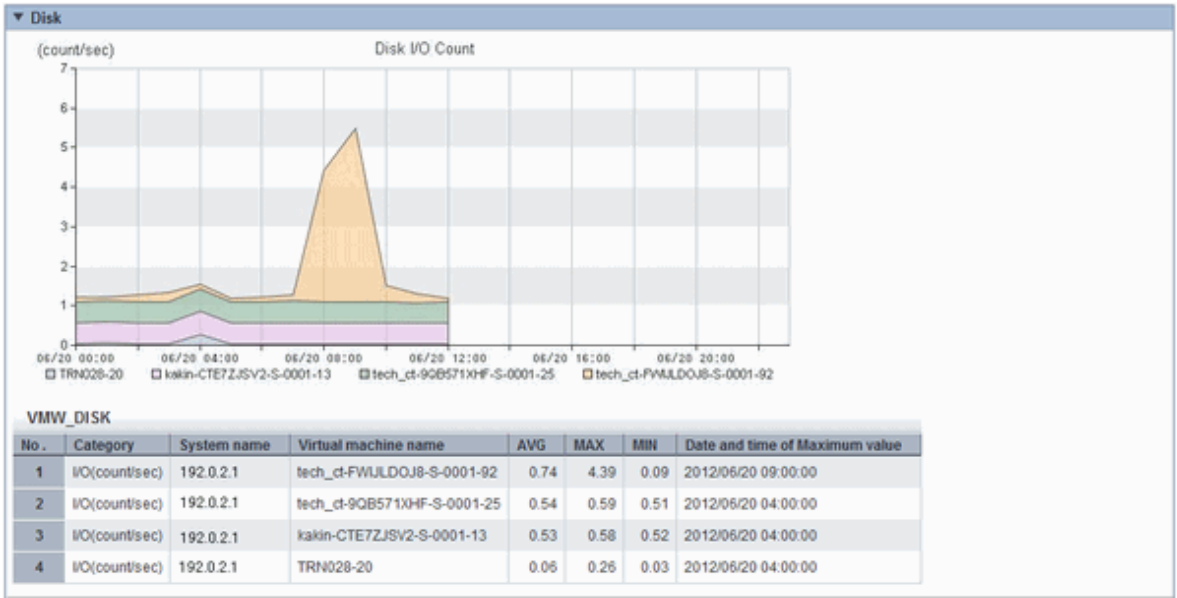 ▼ Disk
(count/sec) Disk I/O Count
7
6
5
4
3
2
1
0
06/20 00:00 06/20 04:00 06/20 08:00 06/20 12:00 06/20 16:00 06/20 20:00
TRN028-20 kakin-CTE7ZJSV2-S-0001-13 tech_ct-9QB571XHF-S-0001-25 tech_ct-FWIJLDOJ8-S-0001-92
VMW_DISK
No. Category System name Virtual machine name AVG MAX MIN Date and time of Maximum value
1 I/O(count/sec) 192.0.2.1 tech_ct-FWIJLDOJ8-S-0001-92 0.74 4.39 0.09 2012/06/20 09:00:00
2 I/O(count/sec) 192.0.2.1 tech_ct-9QB571XHF-S-0001-25 0.54 0.59 0.51 2012/06/20 04:00:00
3 I/O(count/sec) 192.0.2.1 kakin-CTE7ZJSV2-S-0001-13 0.53 0.58 0.52 2012/06/20 04:00:00
4 I/O(count/sec) 192.0.2.1 TRN028-20 0.06 0.26 0.03 2012/06/20 04:00:00